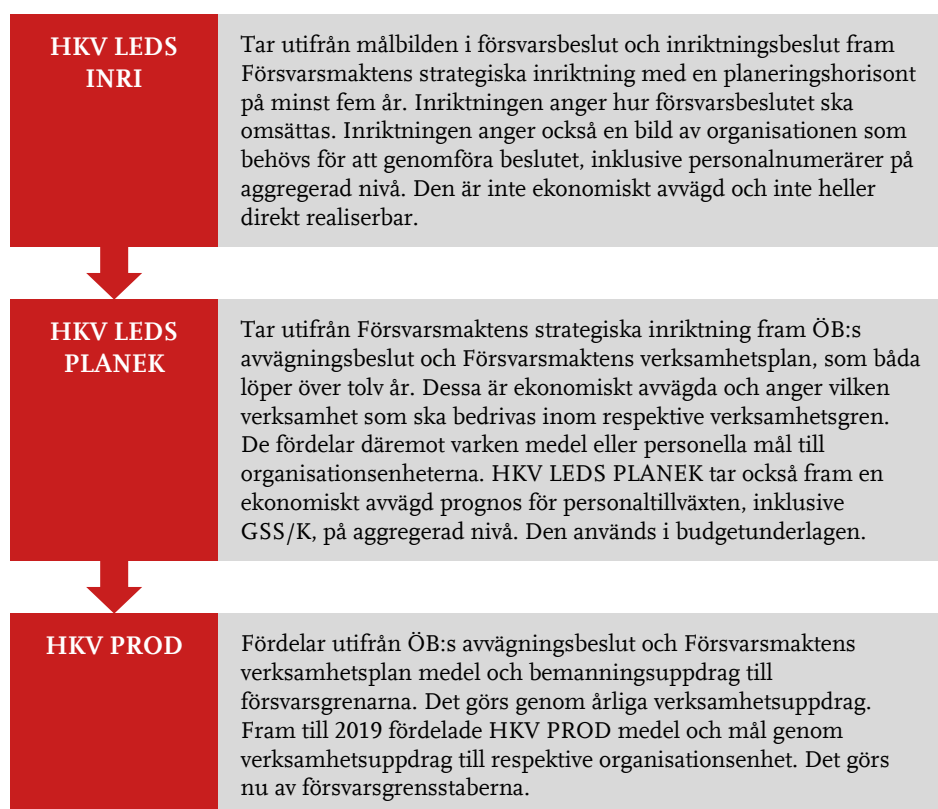 HKV LEDS
INRI
Tar utifrån målbilden i försvarsbeslut och inriktningsbeslut fram
Försvarsmaktens strategiska inriktning med en planeringshorisont
på minst fem år. Inriktningen anger hur försvarsbeslutet ska
omsättas. Inriktningen anger också en bild av organisationen som
behövs för att genomföra beslutet, inklusive personalnumerärer på
aggregerad nivå. Den är inte ekonomiskt avvägd och inte heller
direkt realiserbar.
HKV LEDS
PLANEK
Tar utifrån Försvarsmaktens strategiska inriktning fram ÖB:s
avvägningsbeslut och Försvarsmaktens verksamhetsplan, som båda
löper över tolv år. Dessa är ekonomiskt avvägda och anger vilken
verksamhet som ska bedrivas inom respektive verksamhetsgren.
De fördelar däremot varken medel eller personella mål till
organisationsenheterna. HKV LEDS PLANEK tar också fram en
ekonomiskt avvägd prognos för personaltillväxten, inklusive
GSS/K, på aggregerad nivå. Den används i budgetunderlagen.
HKV PROD
Fördelar utifrån ÖB:s avvägningsbeslut och Försvarsmaktens
verksamhetsplan medel och bemanningsuppdrag till
försvarsgrenarna. Det görs genom årliga verksamhetsuppdrag.
Fram till 2019 fördelade HKV PROD medel och mål genom
verksamhetsuppdrag till respektive organisationsenhet. Det görs
nu av försvarsgrensstaberna.